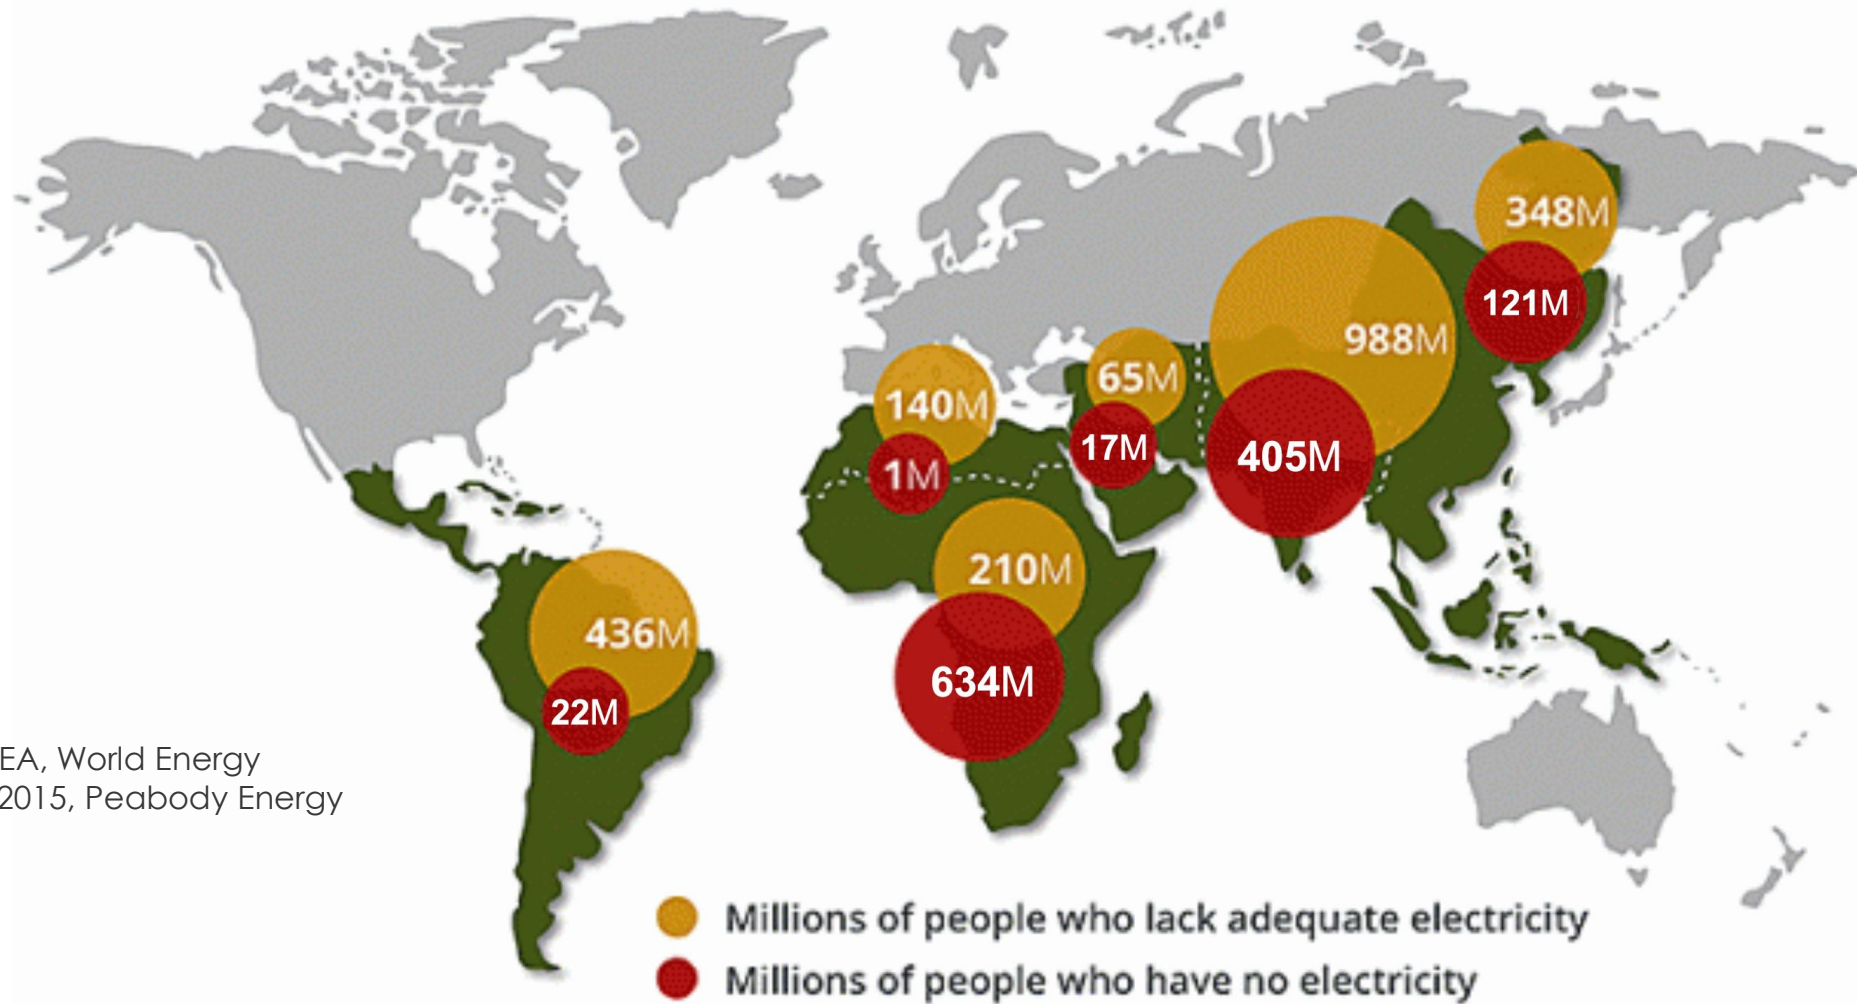 348M
121M
988M
140M
65M
17M
405M
1M
210M
436M
634M
22M
EA, World Energy
2015, Peabody Energy
Millions of people who lack adequate electricity
Millions of people who have no electricity